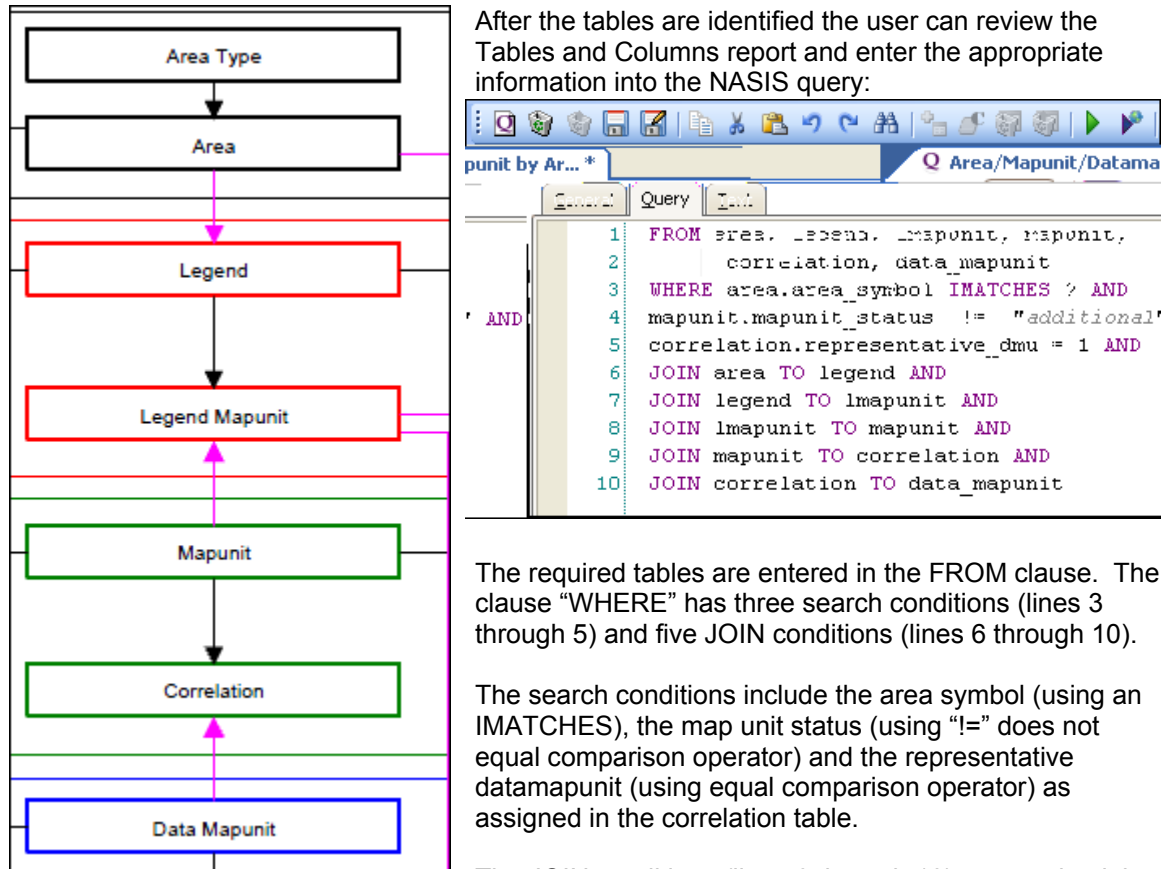 Area Type
Area
Legend
Legend Mapunit
Mapunit
Correlation
Data Mapunit
After the tables are identified the user can review the
Tables and Columns report and enter the appropriate
information into the NASIS query:
punit by Ar... *
Q Area/Mapunit/Datama
Query
' AND
1 FROM
2 correlation, data_mapunit
3 WHERE area.area_symbol IMATCHES ? AND
4 mapunit.mapunit_status != "additional"
5 correlation.representative_dmu = 1 AND
6 JOIN area TO legend AND
7 JOIN legend TO lmapunit AND
8 JOIN lmapunit TO mapunit AND
9 JOIN mapunit TO correlation AND
10 JOIN correlation TO data_mapunit
The required tables are entered in the FROM clause. The
clause “WHERE” has three search conditions (lines 3
through 5) and five JOIN conditions (lines 6 through 10).
The search conditions include the area symbol (using an
IMATCHES), the map unit status (using “!=” does not
equal comparison operator) and the representative
datamapunit (using equal comparison operator) as
assigned in the correlation table.